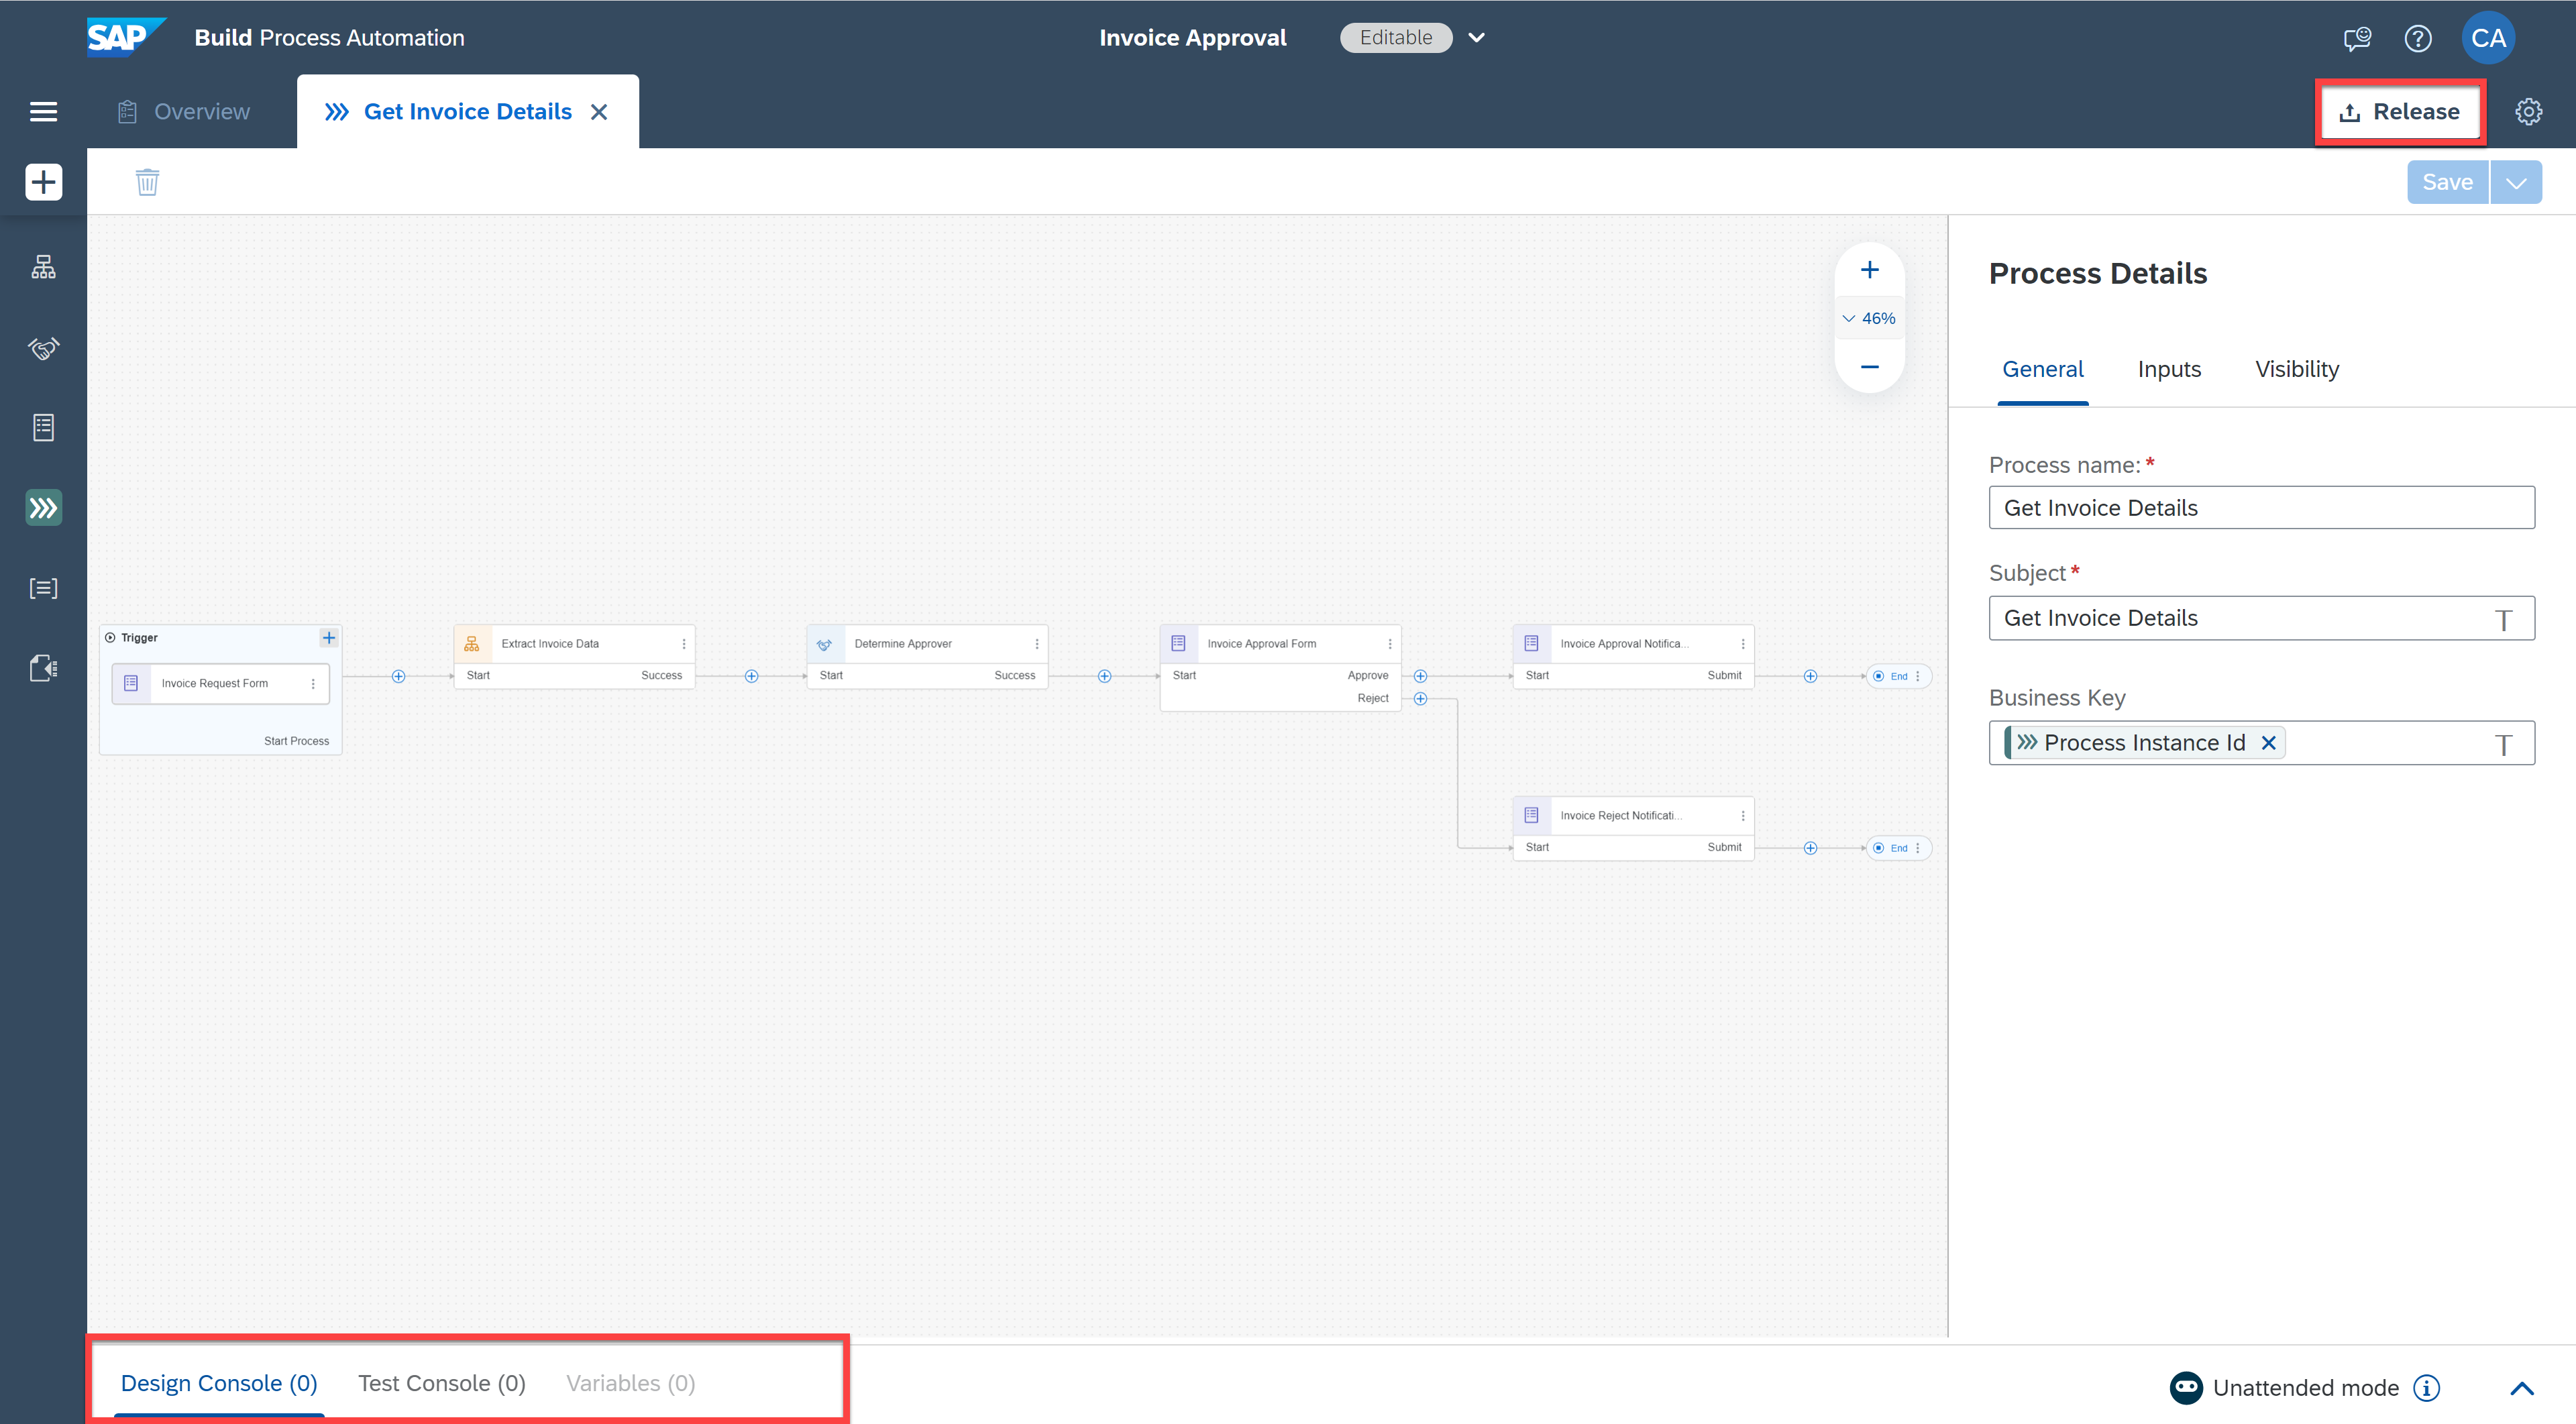 SAP Build Process Automation
Invoice Approval
Editable
CA
Overview
Get Invoice Details
Release
Save
46%
Trigger
Invoice Request Form
Start Process
Extract Invoice Data
Start Success
Determine Approver
Start Success
Invoice Approval Form
Start Approve
Reject
Invoice Approval Notifica...
Start Submit
End
Invoice Reject Notificati...
Start Submit
End
Process Details
General Inputs Visibility
Process name: *
Get Invoice Details
Subject *
Get Invoice Details
Business Key
Process Instance Id
Design Console (0) Test Console (0) Variables (0)
Unattended mode